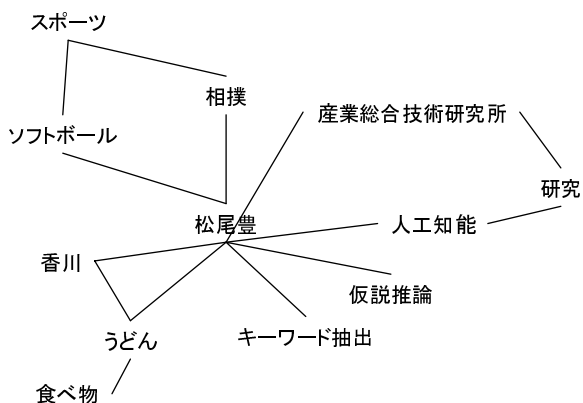 スポーツ
相撲
産業総合技術研究所
ソフトボール
研究
松尾豊
人工知能
香川
仮説推論
うどん
キーワード抽出
食べ物